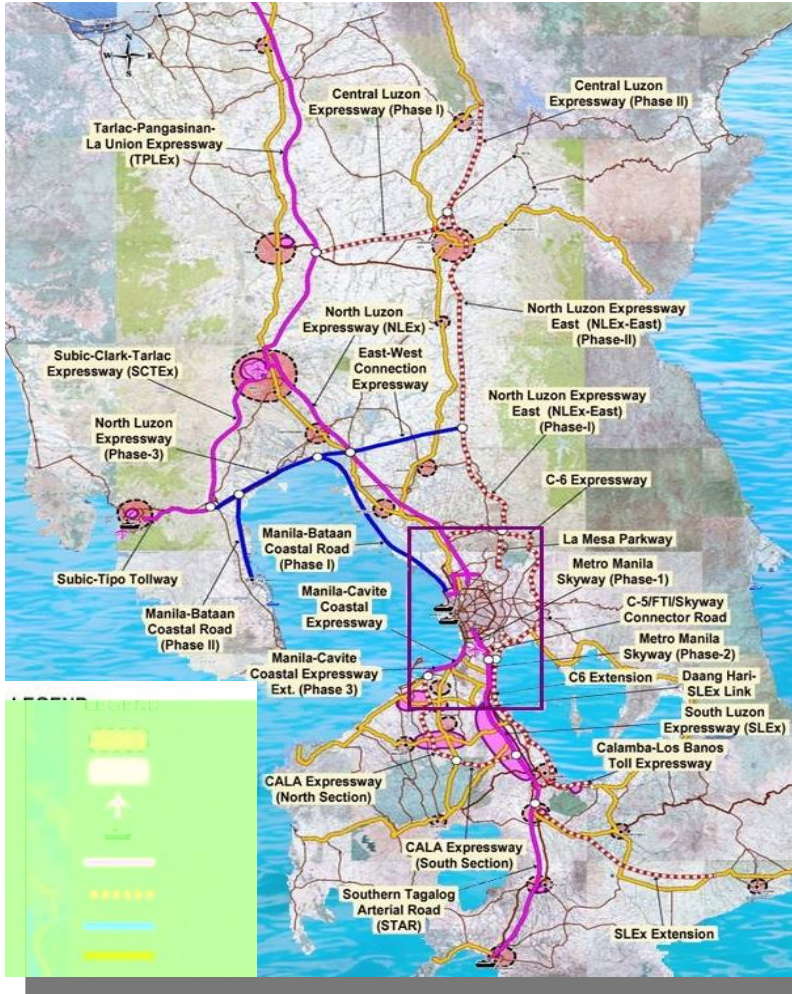 N
W E
S
Central Luzon
Expressway (Phase I)
Central Luzon
Expressway (Phase II)
Tarlac-Pangasinan-
La Union Expressway
(TPLEx)
North Luzon
Expressway (NLEx)
North Luzon Expressway
East (NLEx-East)
(Phase-II)
East-West
Connection
Expressway
Subic-Clark-Tarlac
Expressway (SCTEx)
North Luzon Expressway
East (NLEx-East)
(Phase-I)
North Luzon
Expressway
(Phase-3)
C-6 Expressway
La Mesa Parkway
Manila-Bataan
Coastal Road
(Phase I)
Metro Manila
Skyway (Phase-1)
Subic-Tipo Tollway
Manila-Cavite
Coastal
Expressway
C-5/FTI/Skyway
Connector Road
Manila-Bataan
Coastal Road
(Phase II)
Metro Manila
Skyway (Phase-2)
Manila-Cavite
Coastal Expressway
Ext. (Phase 3)
C6 Extension
Daang Hari-
SLEx Link
South Luzon
Expressway (SLEx)
Calamba-Los Banos
Toll Expressway
CALA Expressway
(North Section)
CALA Expressway
(South Section)
Southern Tagalog
Arterial Road
(STAR)
SLEx Extension
LEGEND